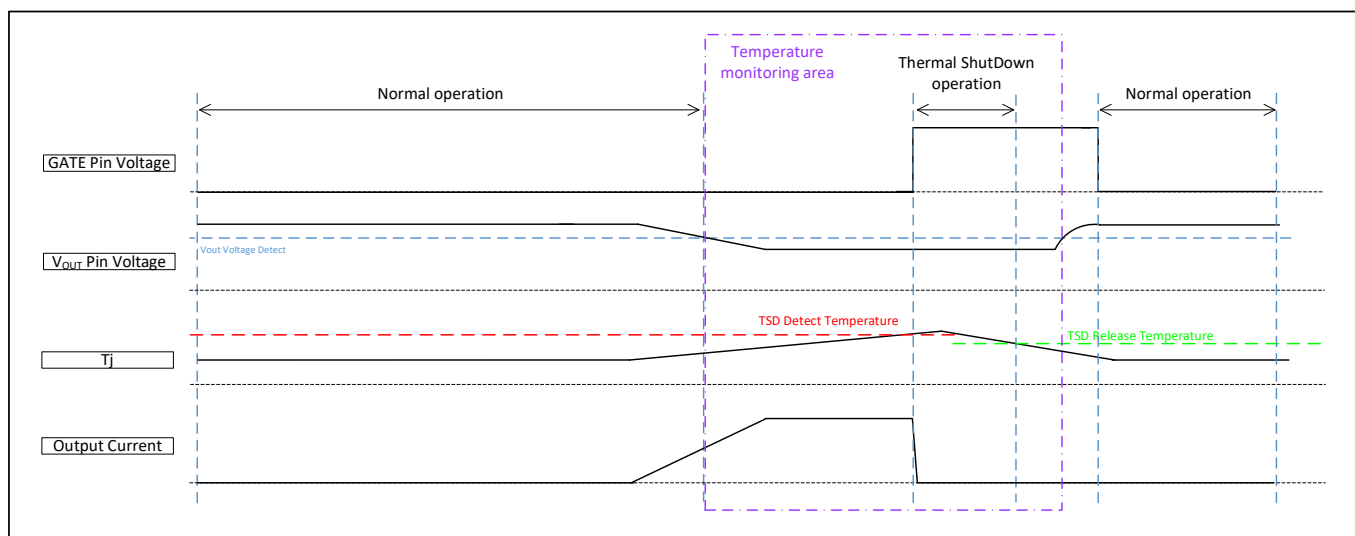 Temperature
monitoring area
Thermal ShutDown
operation
Normal operation
Normal operation
GATE Pin Voltage
Vout Voltage Detect
VOUT Pin Voltage
TSD Detect Temperature
TSD Release Temperature
Tj
Output Current